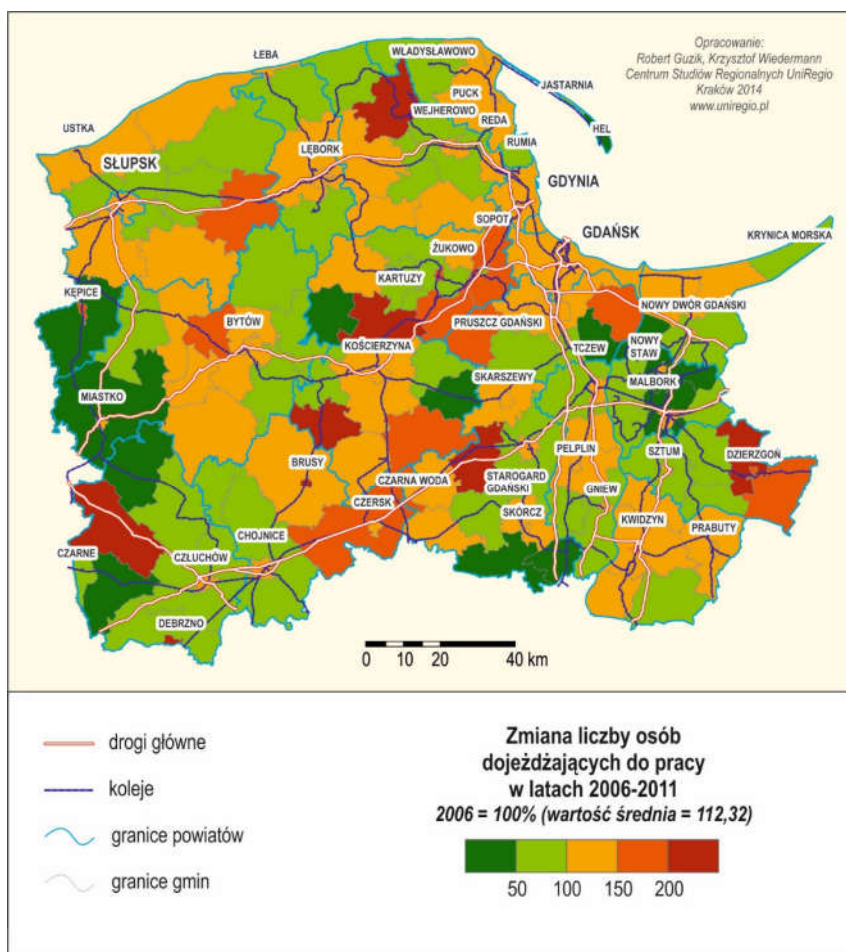 Opracowanie:
Robert Guzik, Krzysztof Wiedermann
Centrum Studiów Regionalnych UniRegio
Kraków 2014
www.uniregio.pl
ŁEBA
WŁADYSŁAWOWO
JASTARNIA
PUCK
WEJHEROWO
REDA
HEL
USTKA
RUMIA
LĘBORK
SŁUPSK
GDYNIA
SOPOT
GDAŃSK
KRYNICA MORSKA
ŻUKOWO
KARTUZY
KĘPICE
NOWY DWÓR GDAŃSKI
BYTÓW
PRUSZCZ GDAŃSKI
KOŚCIERZYNA
TCZEW
NOWY
STAW
SKARSZEWY
MALBORK
MIASTKO
PELPLIN
SZTUM
DZIERZGOŃ
BRUSY
CZARNA WODA
STAROGARD
GDAŃSKI
GNIEW
CZERSK
SKÓRCZ
KWIDZYN
PRABUTY
CHOJNICE
CZARNE
CZŁUCHÓW
DEBRZNO
0 10 20 40 km
drogi główne
koleje
granice powiatów
granice gmin
Zmiana liczby osób
dojeżdżających do pracy
w latach 2006-2011
2006 = 100% (wartość średnia = 112,32)
50 100 150 200